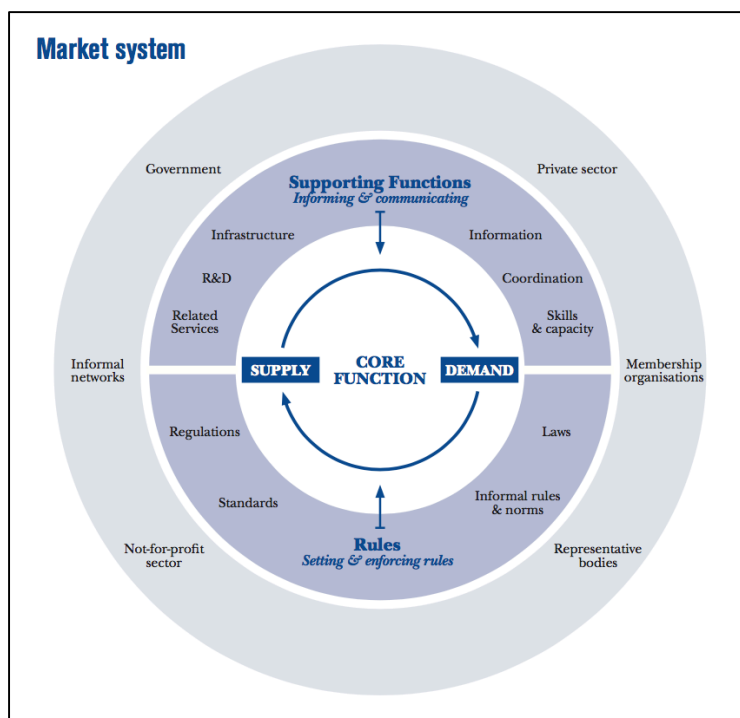 Market system
Government
Private sector
Supporting Functions
Informing & communicating
Infrastructure
Information
R&D
Coordination
Related
Services
Skills
& capacity
Informal
networks
SUPPLY
CORE
FUNCTION
DEMAND
Membership
organisations
Regulations
Laws
Standards
Informal rules
& norms
Not-for-profit
sector
Rules
Setting & enforcing rules
Representative
bodies